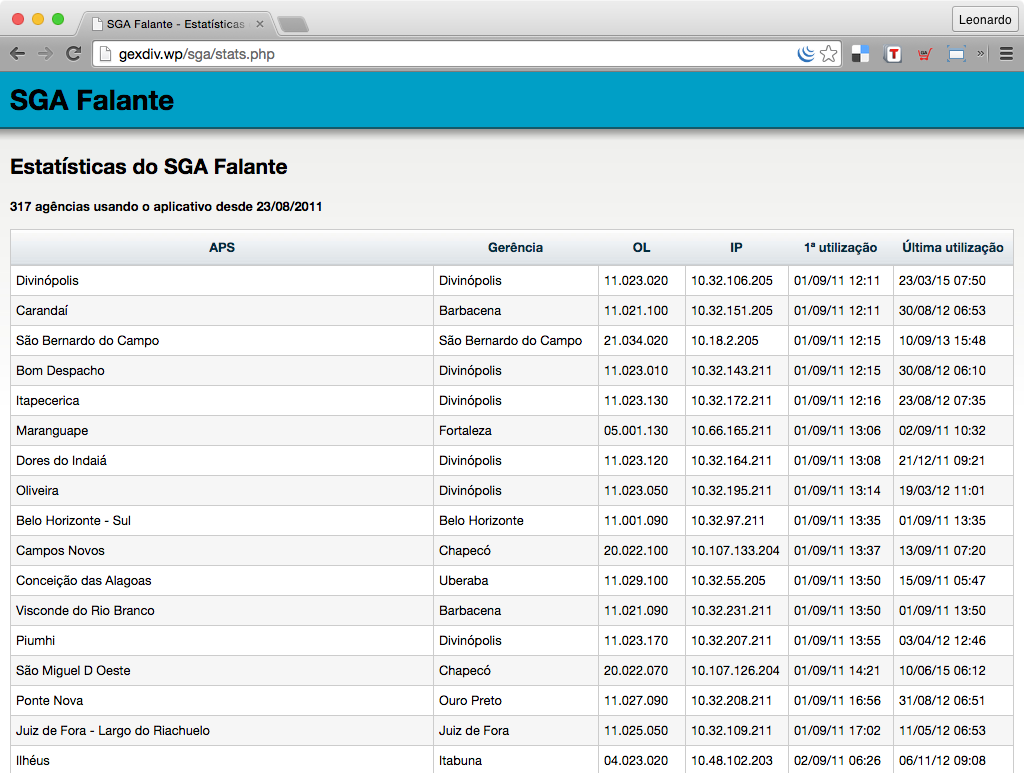 SGA Falante - Estatísticas
Leonardo
gexdiv.wp/sga/stats.php
SGA Falante
Estatísticas do SGA Falante
317 agências usando o aplicativo desde 23/08/2011
APS Gerência OL IP 1ª utilização Última utilização
Divinópolis Divinópolis 11.023.020 10.32.106.205 01/09/11 12:11 23/03/15 07:50
Carandaí Barbacena 11.021.100 10.32.151.205 01/09/11 12:11 30/08/12 06:53
São Bernardo do Campo São Bernardo do Campo 21.034.020 10.18.2.205 01/09/11 12:15 10/09/13 15:48
Bom Despacho Divinópolis 11.023.010 10.32.143.211 01/09/11 12:15 30/08/12 06:10
Itapecerica Divinópolis 11.023.130 10.32.172.211 01/09/11 12:16 23/08/12 07:35
Maranguape Fortaleza 05.001.130 10.66.165.211 01/09/11 13:06 02/09/11 10:32
Dores do Indaiá Divinópolis 11.023.120 10.32.164.211 01/09/11 13:08 21/12/11 09:21
Oliveira Divinópolis 11.023.050 10.32.195.211 01/09/11 13:14 19/03/12 11:01
Belo Horizonte - Sul Belo Horizonte 11.001.090 10.32.97.211 01/09/11 13:35 01/09/11 13:35
Campos Novos Chapecó 20.022.100 10.107.133.204 01/09/11 13:37 13/09/11 07:20
Conceição das Alagoas Uberaba 11.029.100 10.32.55.205 01/09/11 13:50 15/09/11 05:47
Visconde do Rio Branco Barbacena 11.021.090 10.32.231.211 01/09/11 13:50 01/09/11 13:50
Piumhi Divinópolis 11.023.170 10.32.207.211 01/09/11 13:55 03/04/12 12:46
São Miguel D Oeste Chapecó 20.022.070 10.107.126.204 01/09/11 14:21 10/06/15 06:12
Ponte Nova Ouro Preto 11.027.090 10.32.208.211 01/09/11 16:56 31/08/12 06:51
Juiz de Fora - Largo do Riachuelo Juiz de Fora 11.025.050 10.32.109.211 01/09/11 17:02 11/05/12 06:53
Ilhéus Itabuna 04.023.020 10.48.102.203 02/09/11 06:26 06/11/12 09:08